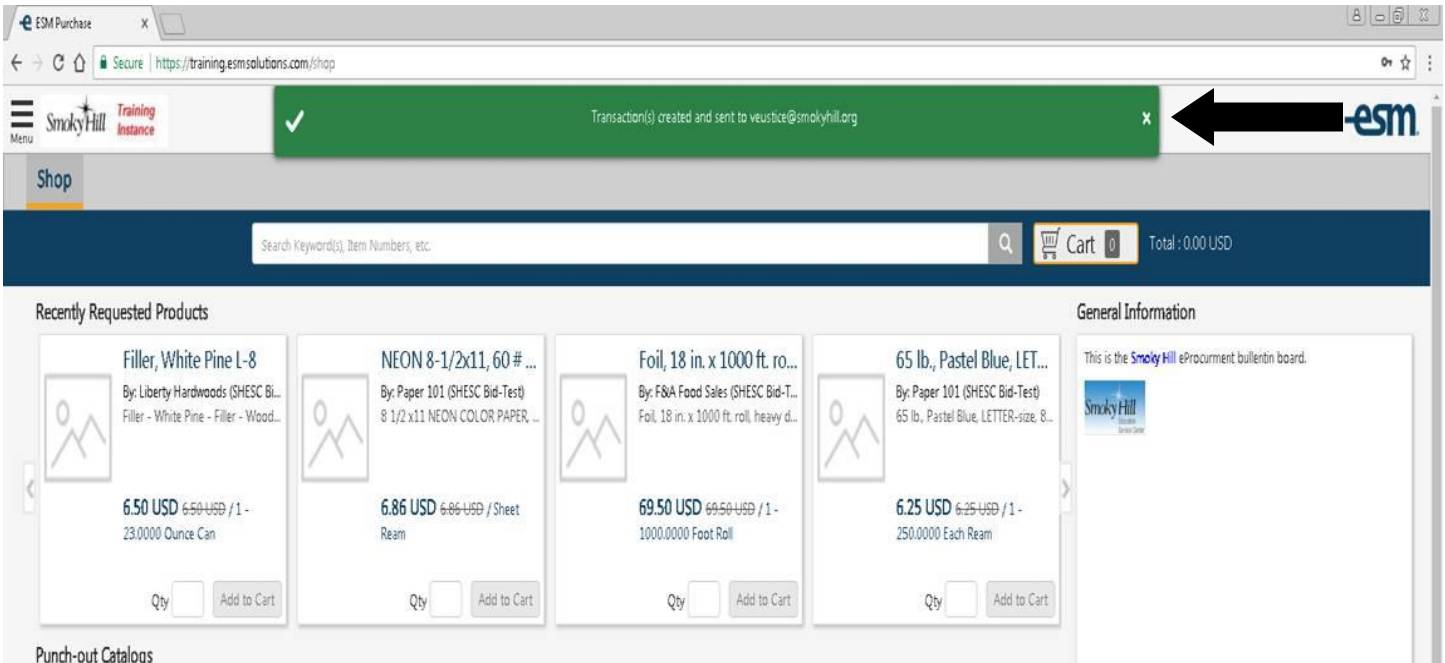 ESM Purchase
Secure | https://training.esmsolutions.com/shop
Menu
Smoky Hill
Training
Instance
Transaction(s) created and sent to veustice@smokyhill.org
esm
Shop
Search Keyword(s), Item Numbers, etc.
Cart 0
Total : 0.00 USD
Recently Requested Products
General Information
Filler, White Pine L-8
By: Liberty Hardwoods (SHESC Bi...
Filler - White Pine - Filler - Wood...
6.50 USD 6.50 USD / 1 -
23.0000 Ounce Can
Qty
Add to Cart
NEON 8-1/2x11, 60 # ...
By: Paper 101 (SHESC Bid-Test)
8 1/2 x11 NEON COLOR PAPER, ...
6.86 USD 6.86 USD / Sheet
Ream
Qty
Add to Cart
Foil, 18 in. x 1000 ft. ro...
By: F&A Food Sales (SHESC Bid-T...
Foil, 18 in. x 1000 ft. roll, heavy d...
69.50 USD 69.50 USD / 1 -
1000.0000 Foot Roll
Qty
Add to Cart
65 lb., Pastel Blue, LET...
By: Paper 101 (SHESC Bid-Test)
65 lb., Pastel Blue, LETTER-size, 8...
6.25 USD 6.25 USD / 1 -
250.0000 Each Ream
Qty
Add to Cart
This is the Smoky Hill eProcurment bullentin board.
Smoky Hill
Punch-out Catalogs